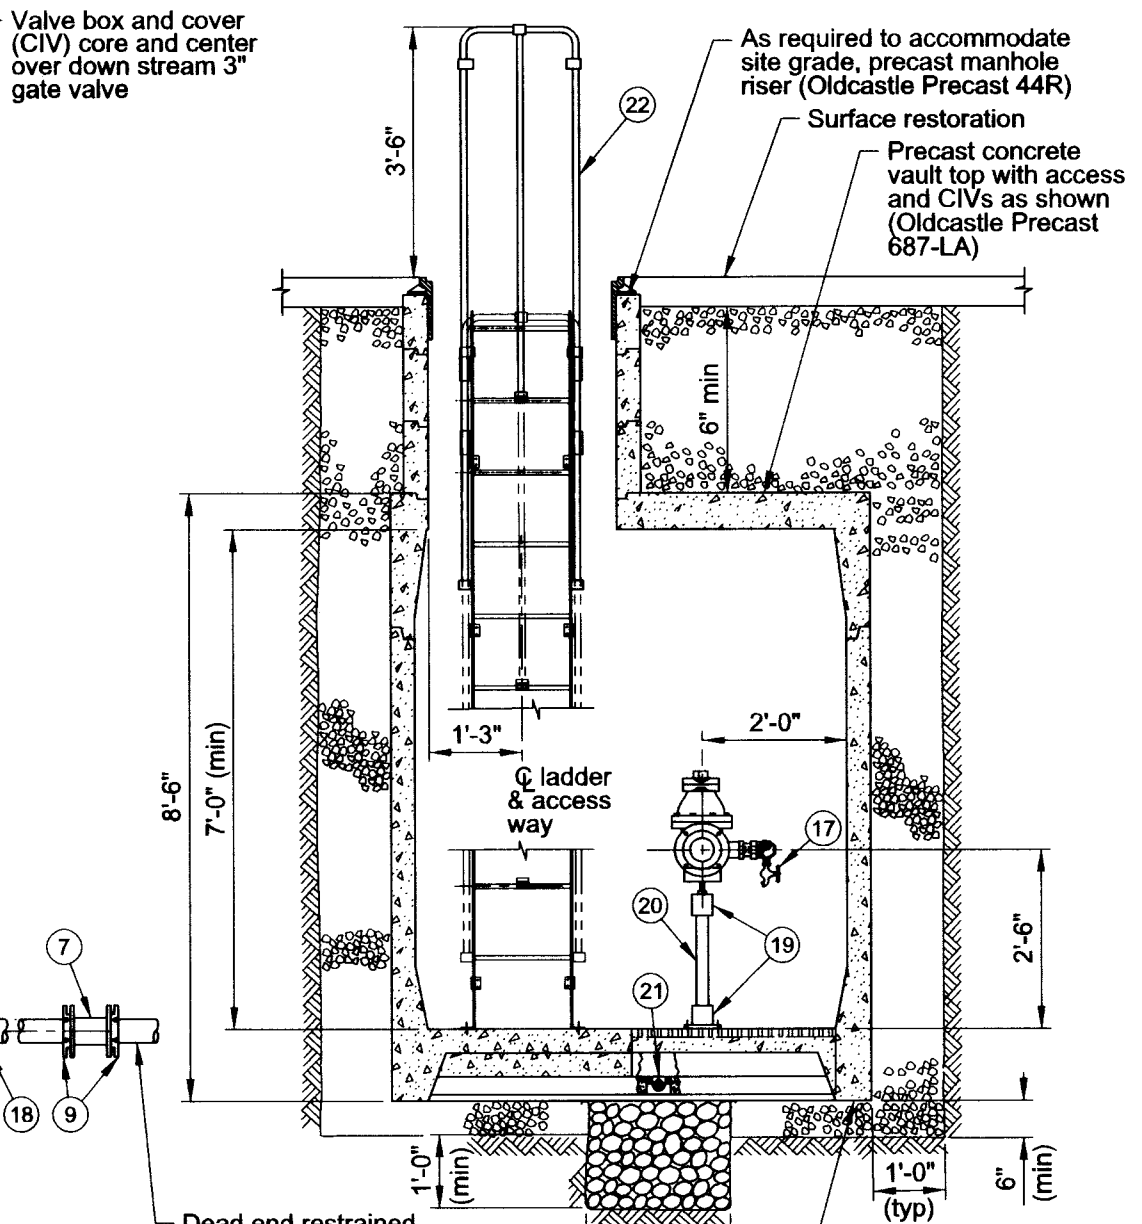 Valve box and cover
(CIV) core and center
over down stream 3"
gate valve
3'-6"
22
As required to accommodate
site grade, precast manhole
riser (Oldcastle Precast 44R)
Surface restoration
Precast concrete
vault top with access
and CIVs as shown
(Oldcastle Precast
687-LA)
6" min
8'-6"
7'-0" (min)
1'-3"
℄ ladder
& access
way
2'-0"
17
20
19
21
2'-6"
7
18
9
1'-0"
(min)
1'-0"
(typ)
6"
(min)
Dead end restrained